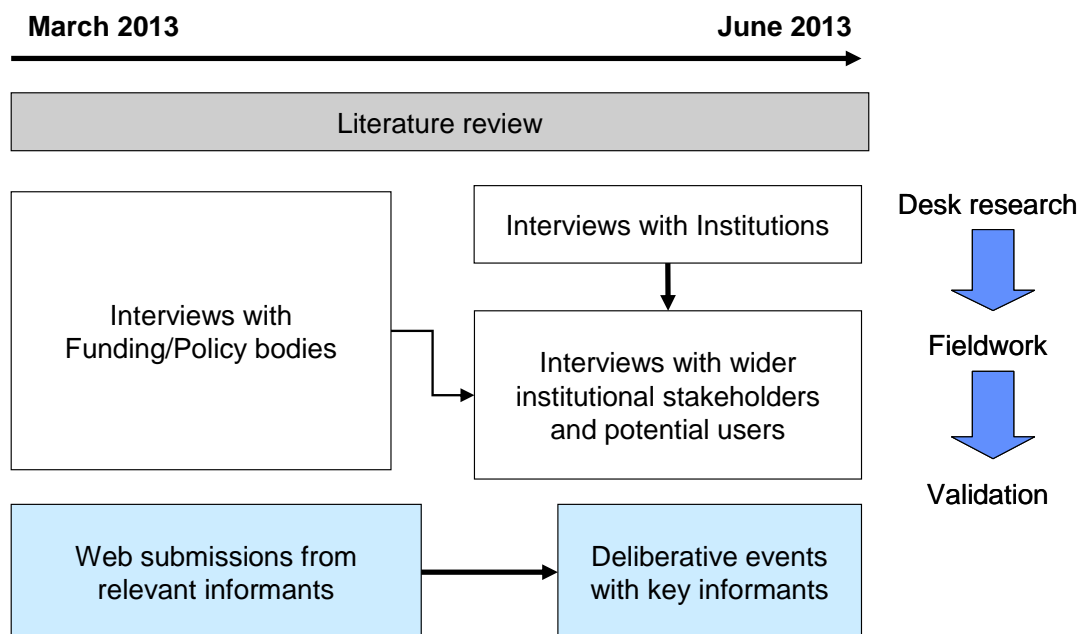 March 2013
June 2013
Literature review
Interviews with
Funding/Policy bodies
Interviews with Institutions
Interviews with wider
institutional stakeholders
and potential users
Desk research
Fieldwork
Validation
Web submissions from
relevant informants
Deliberative events
with key informants